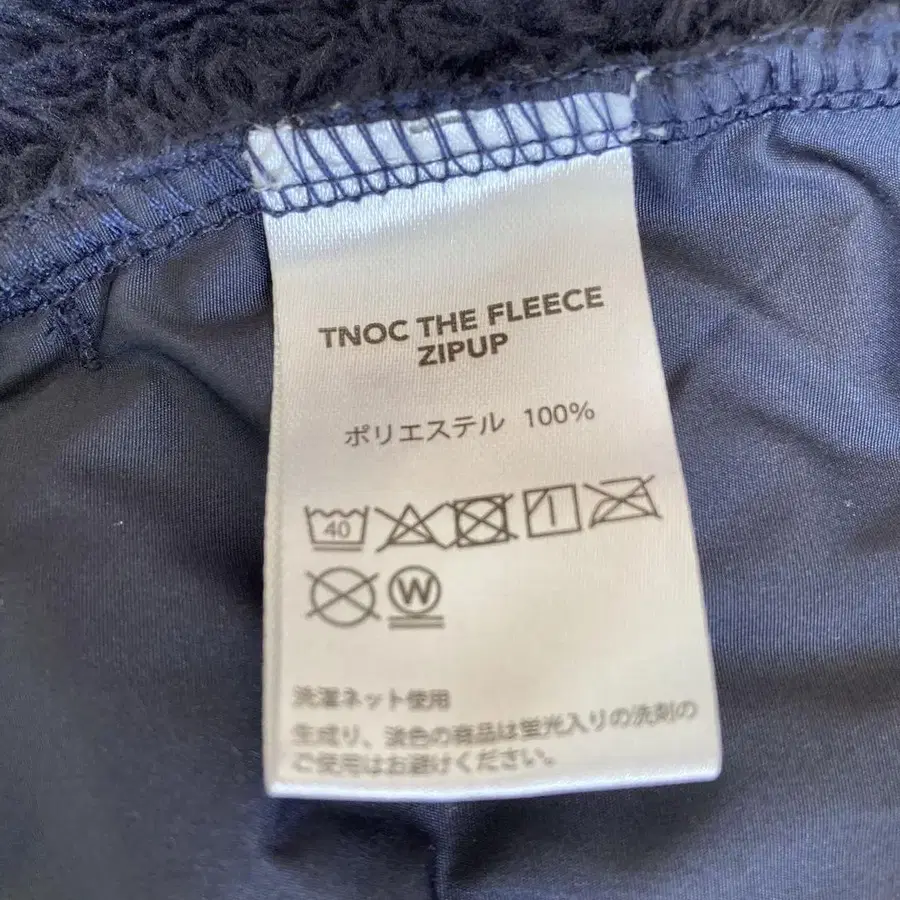 TNOC THE FLEECE
ZIPUP
ポリエステル 100%
40
W
洗濯ネット使用
生成り、淡色の商品は蛍光入りの洗剤の
ご使用はお避けください。